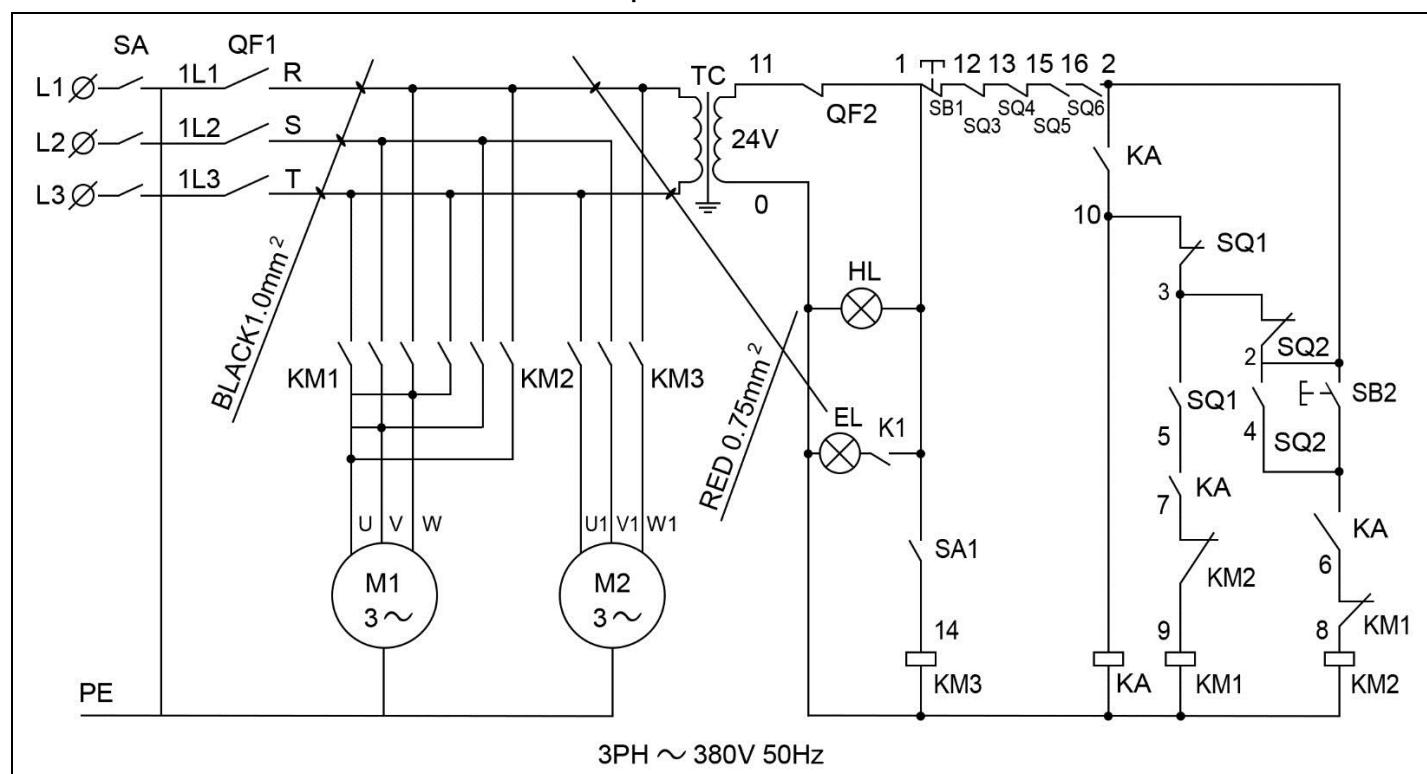 SA QF1
L1 1L1 R TC 11 1 12 13 15 16 2
SB1 SQ3 SQ4 SQ5 SQ6
QF2
L2 1L2 S 24V
KA
L3 1L3 T 0
10
SQ1
BLACK1.0mm² HL 3
RED 0.75mm²
2 SQ2
KM1 KM2 KM3 SQ1 SB2
EL K1 5 4 SQ2
KA
7 KA
U V W U1 V1 W1 SA1
6
M1 M2 KM2
3～ 3～
14 9 8 KM1
PE KM3 KA KM1 KM2
3PH ～ 380V 50Hz